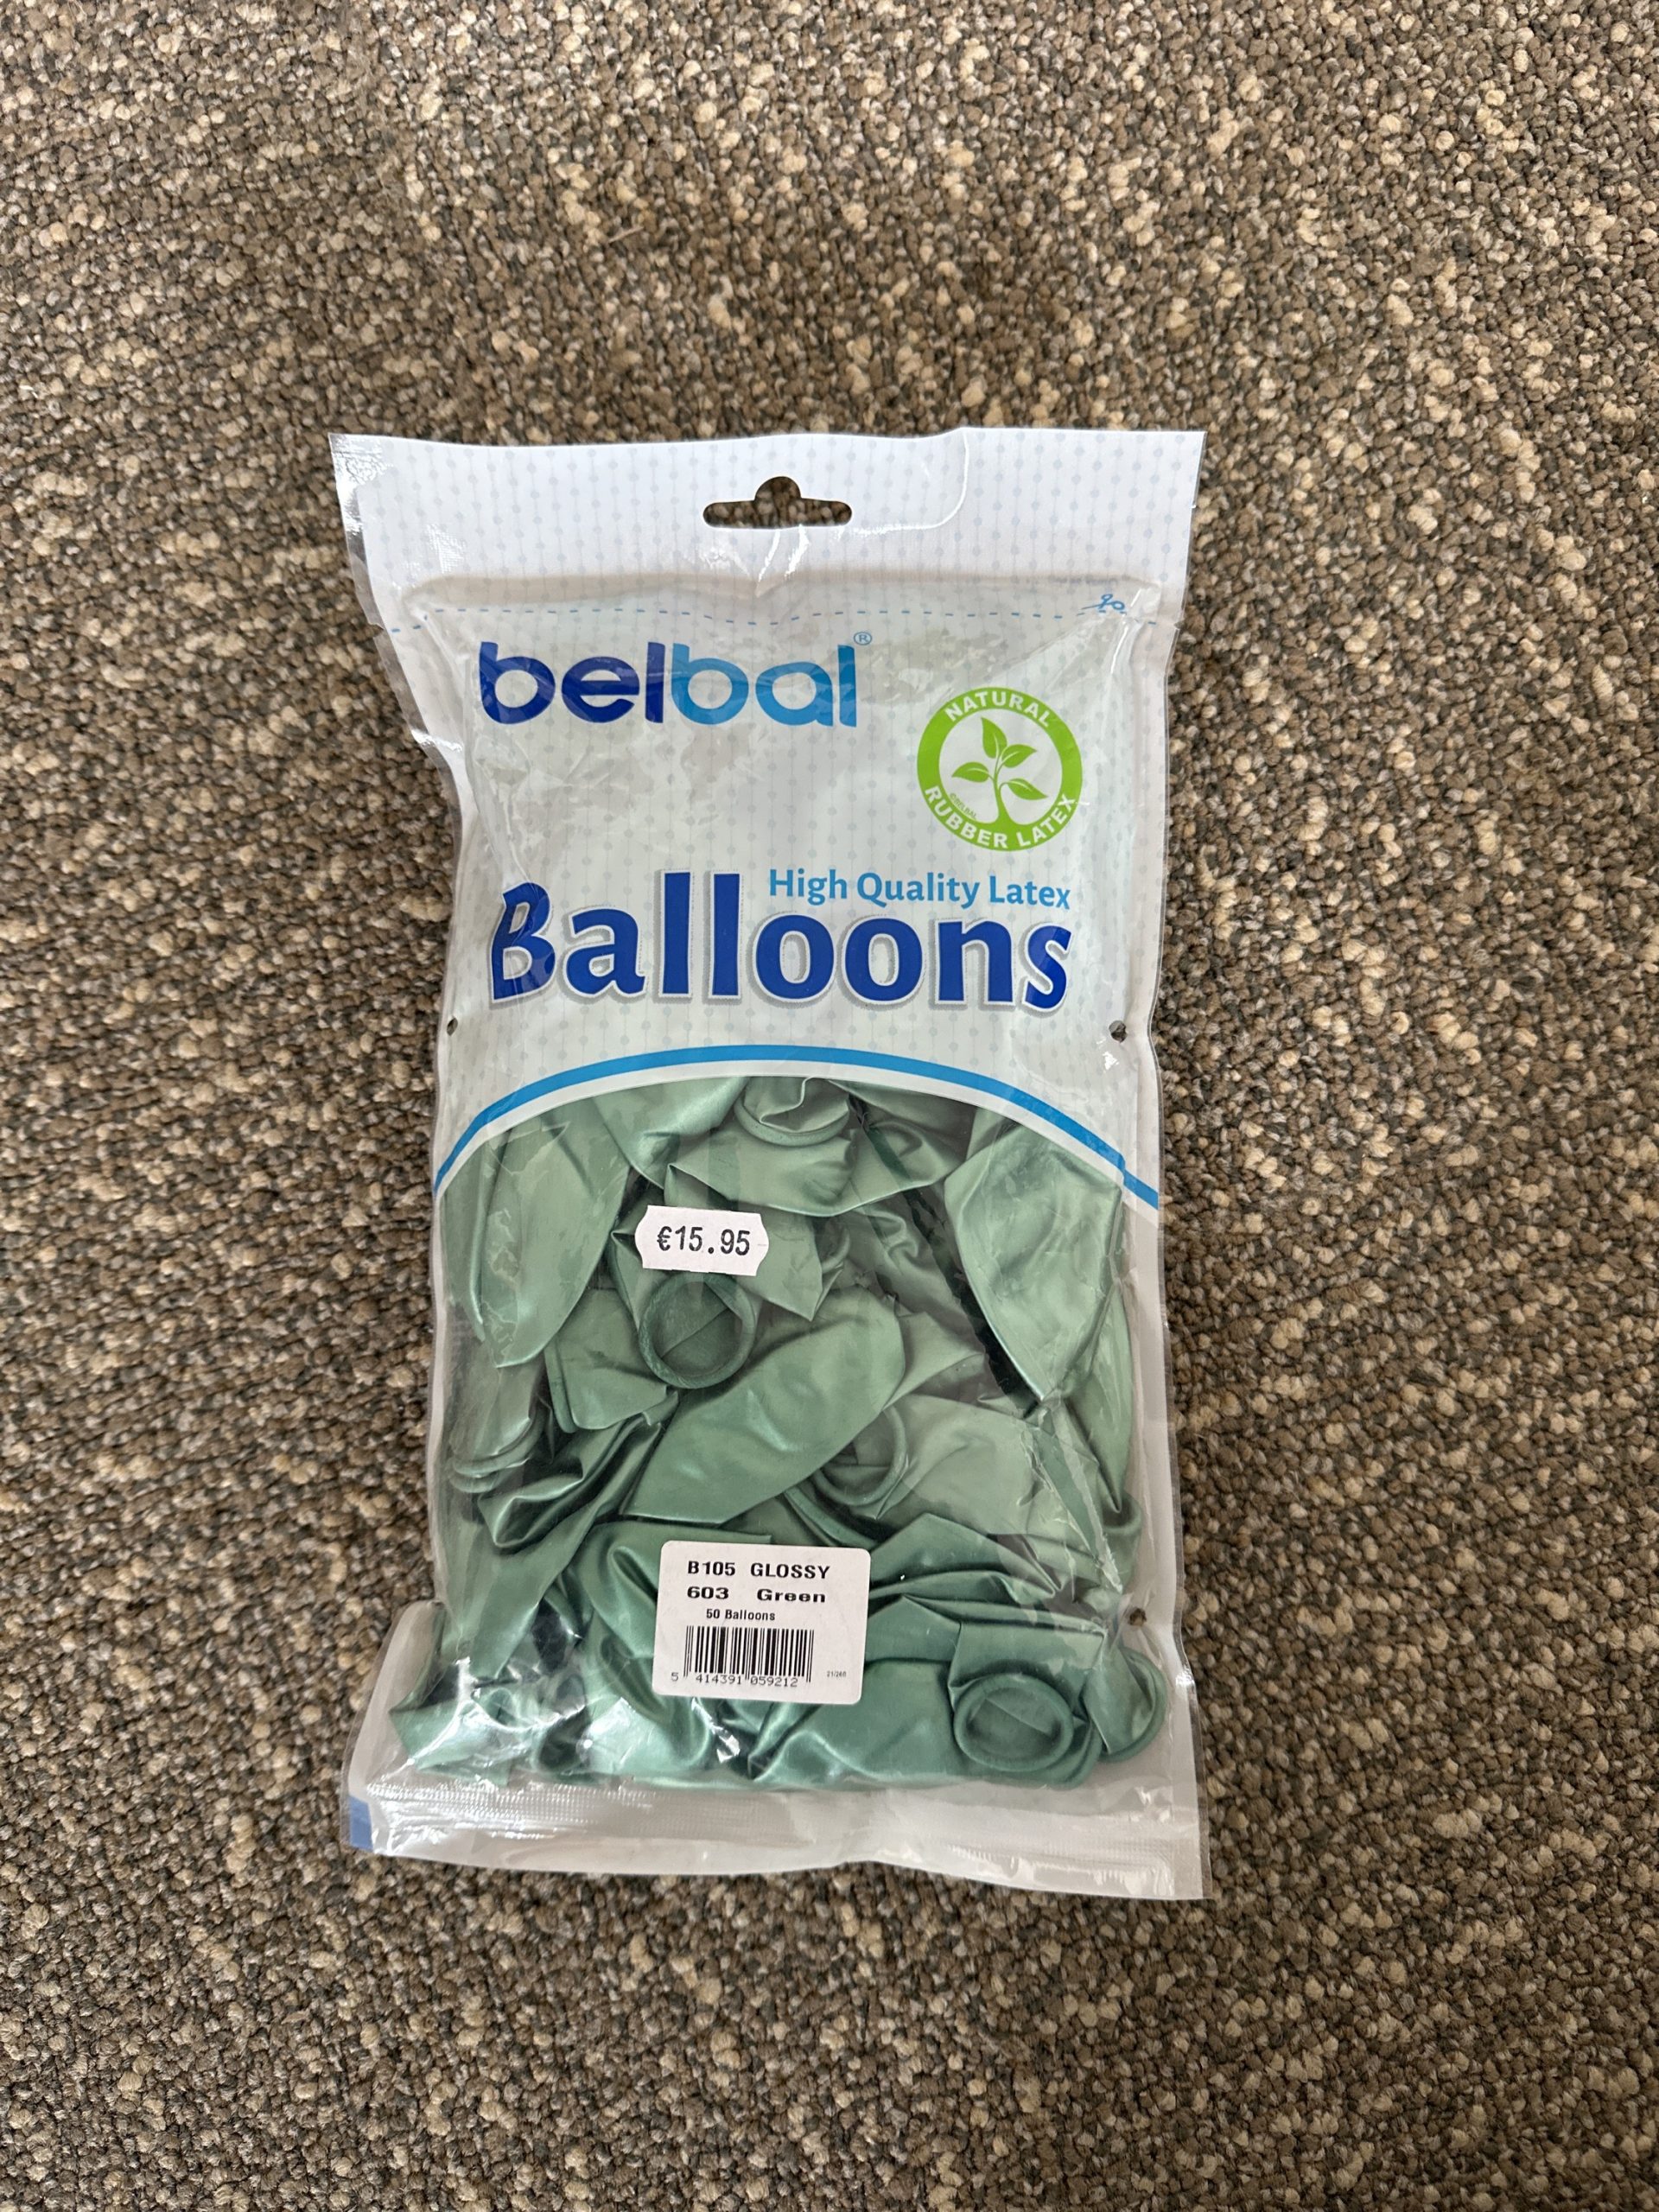 belbal®
NATURAL
RUBBER LATEX
High Quality Latex
Balloons
€15.95
B105 GLOSSY
603 Green
50 Balloons
5 414391 059212